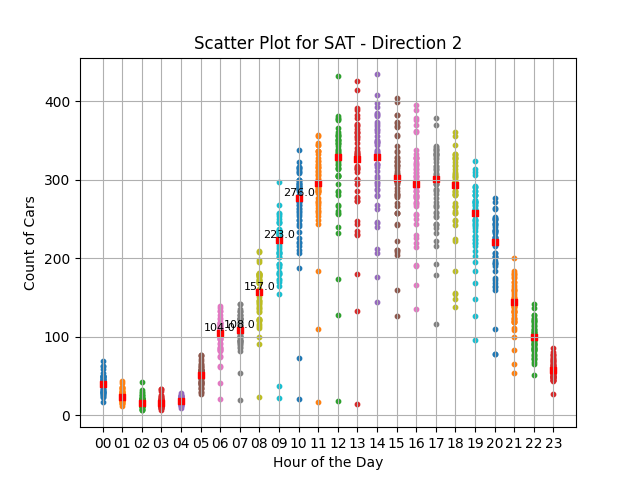 Scatter Plot for SAT - Direction 2
Count of Cars
400
300
200
100
0
276.0
223.0
157.0
104.0
108.0
00 01 02 03 04 05 06 07 08 09 10 11 12 13 14 15 16 17 18 19 20 21 22 23
Hour of the Day